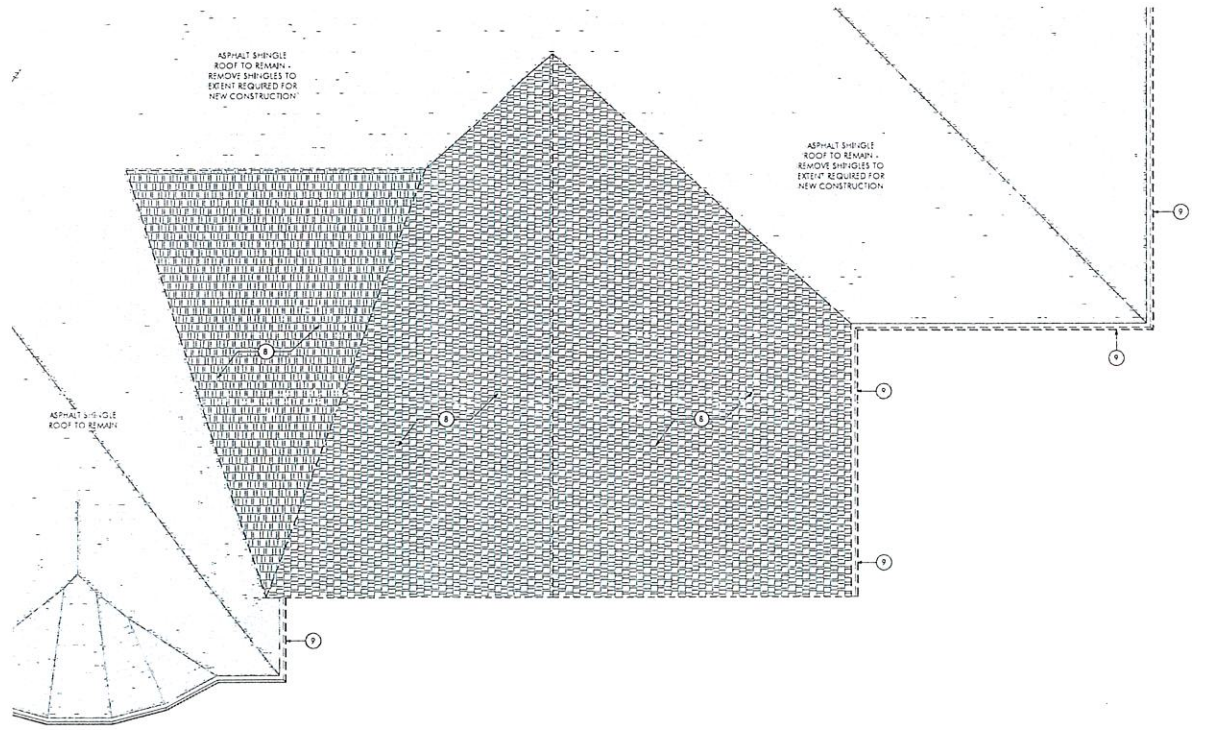 ASPHALT SHINGLE
ROOF TO REMAIN -
REMOVE SHINGLES TO
EXTENT REQUIRED FOR
NEW CONSTRUCTION
ASPHALT SHINGLE
ROOF TO REMAIN -
REMOVE SHINGLES TO
EXTENT REQUIRED FOR
NEW CONSTRUCTION
9
8
9
9
8
8
ASPHALT SHINGLE
ROOF TO REMAIN
9
9